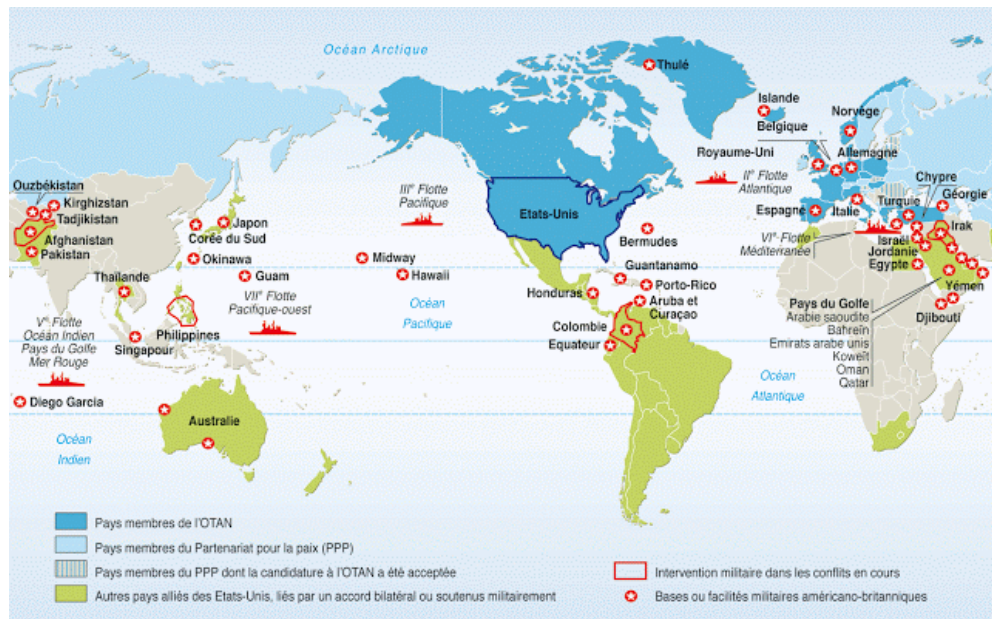 Océan Arctique
Thulé
Islande
Norvége
Belgique
Royaume-Uni
Allemagne
IIᵉ Flotte
Atlantique
Chypre
Ouzbékistan
Kirghizstan
Tadjikistan
IIIᵉ Flotte
Pacifique
Etats-Unis
Espagne
Italie
Turquie
Géorgie
Japon
Corée du Sud
Afghanistan
Pakistan
Bermudes
VIᵉ Flotte
Méditerranée
Irak
Israël
Jordanie
Egypte
Okinawa
Midway
Hawaii
Guam
Thaïlande
Guantanamo
Porto-Rico
Honduras
Aruba et
Curaçao
Yémen
Djibouti
VIIᵉ Flotte
Pacifique-ouest
Océan
Pacifique
Pays du Golfe
Arabie saoudite
Bahreïn
Emirats arabe unis
Koweït
Oman
Qatar
Vᵉ Flotte
Océan Indien
Pays du Golfe
Mer Rouge
Philippines
Singapour
Colombie
Equateur
Océan
Atlantique
Diego Garcia
Australie
Océan
Indien
Pays membres de l'OTAN
Pays membres du Partenariat pour la paix (PPP)
Pays membres du PPP dont la candidature à l'OTAN a été acceptée
Autres pays alliés des Etats-Unis, liés par un accord bilatéral ou soutenus militairement
Intervention militaire dans les conflits en cours
Bases ou facilités militaires américano-britanniques